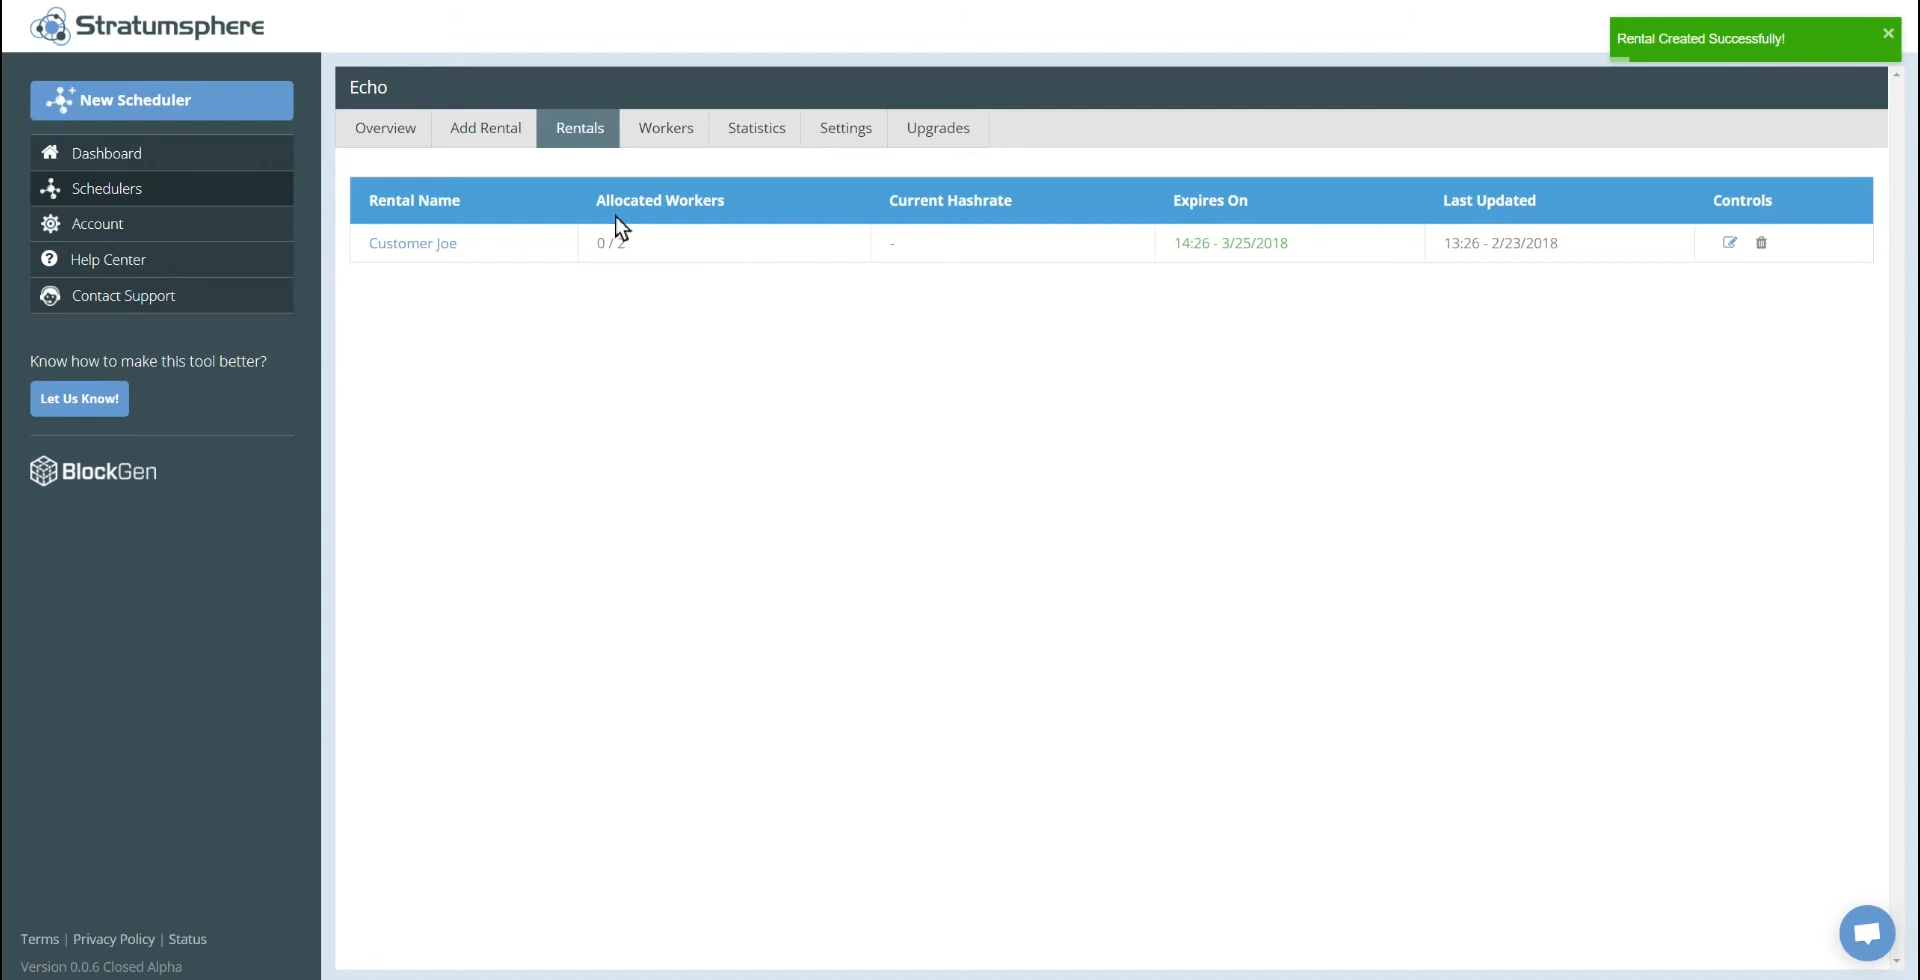 Stratumsphere
Rental Created Successfully!
New Scheduler
Dashboard
Schedulers
Account
Help Center
Contact Support
Know how to make this tool better?
Let Us Know!
BlockGen
Terms | Privacy Policy | Status
Version 0.0.6 Closed Alpha
Echo
Overview Add Rental Rentals Workers Statistics Settings Upgrades
Rental Name Allocated Workers Current Hashrate Expires On Last Updated Controls
Customer Joe 0 / 2 - 14:26 - 3/25/2018 13:26 - 2/23/2018